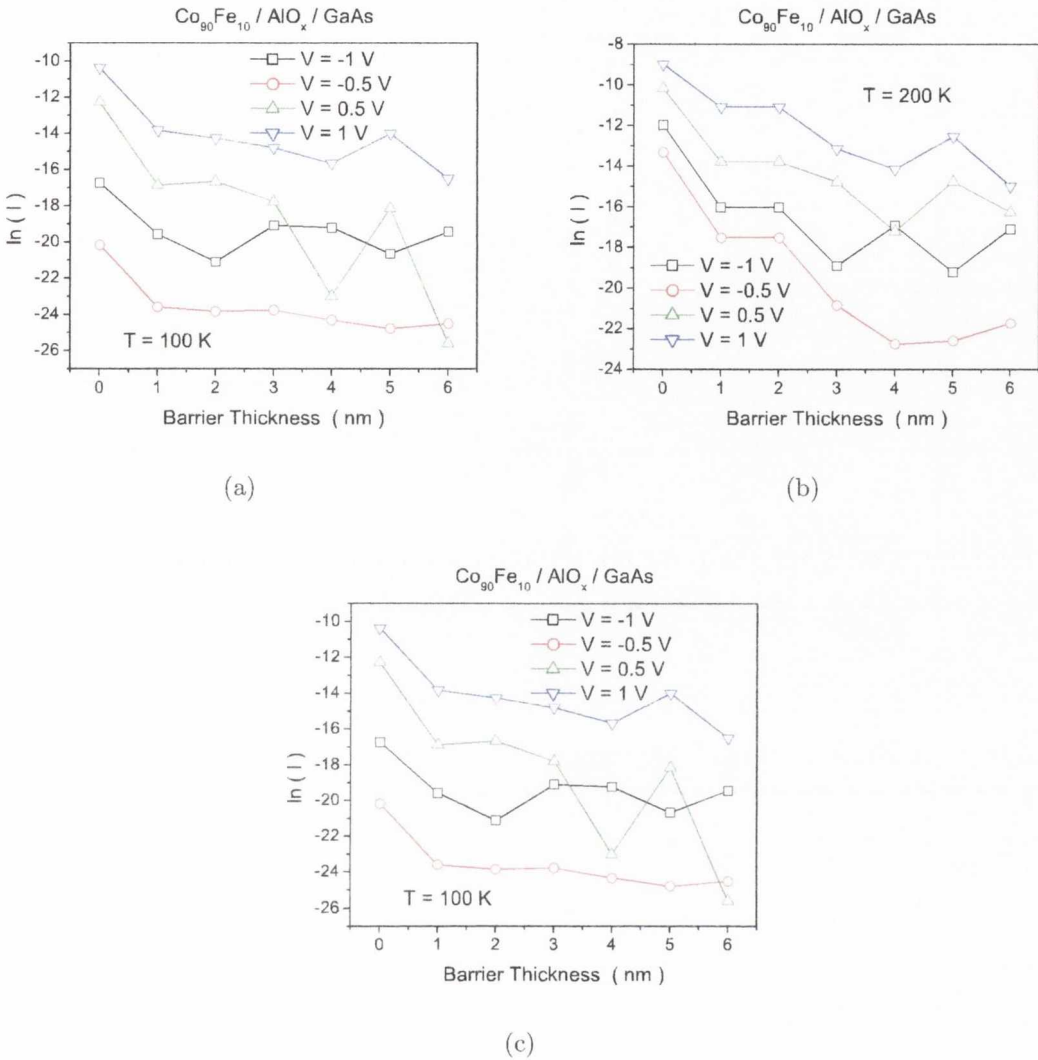 Co90Fe10 / AlOx / GaAs
V = -1 V
V = -0.5 V
V = 0.5 V
V = 1 V
-10
-12
-14
-16
-18
-20
-22
-24
-26
ln ( I )
T = 100 K
0 1 2 3 4 5 6
Barrier Thickness ( nm )
(a)
Co90Fe10 / AlOx / GaAs
T = 200 K
-8
-10
-12
-14
-16
-18
-20
-22
-24
ln ( I )
V = -1 V
V = -0.5 V
V = 0.5 V
V = 1 V
0 1 2 3 4 5 6
Barrier Thickness ( nm )
(b)
Co90Fe10 / AlOx / GaAs
V = -1 V
V = -0.5 V
V = 0.5 V
V = 1 V
-10
-12
-14
-16
-18
-20
-22
-24
-26
ln ( I )
T = 100 K
0 1 2 3 4 5 6
Barrier Thickness ( nm )
(c)